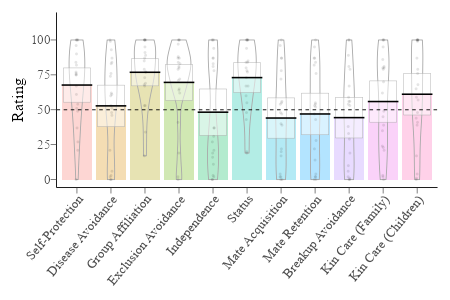 Rating
100
75
50
25
0
Self-Protection
Disease Avoidance
Group Affiliation
Exclusion Avoidance
Independence
Status
Mate Acquisition
Mate Retention
Breakup Avoidance
Kin Care (Family)
Kin Care (Children)